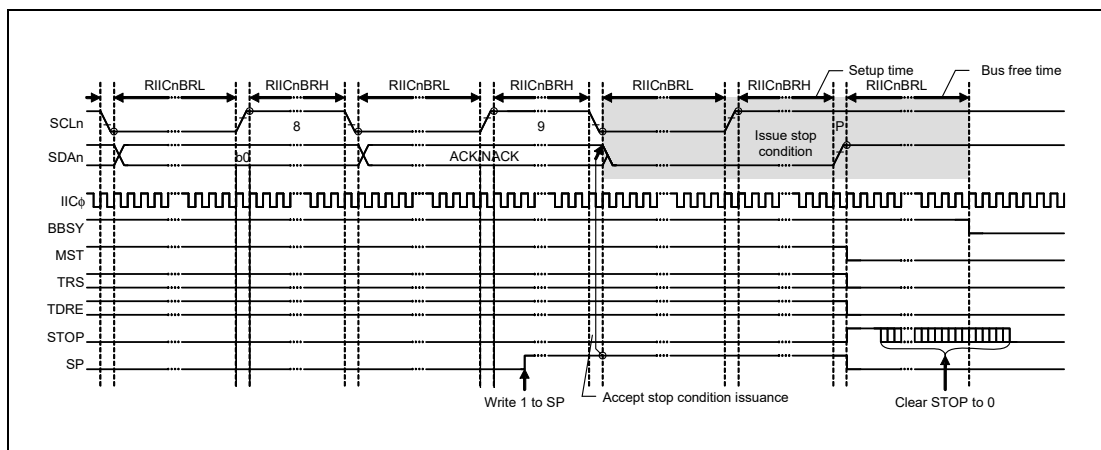 Setup time
Bus free time
RIICnBRL RIICnBRH RIICnBRL RIICnBRH RIICnBRL RIICnBRH RIICnBRL
SCLn 8 9 P
Issue stop
condition
SDAn b0 ACK/NACK
IICφ
BBSY
MST
TRS
TDRE
STOP
SP
Write 1 to SP
Accept stop condition issuance
Clear STOP to 0